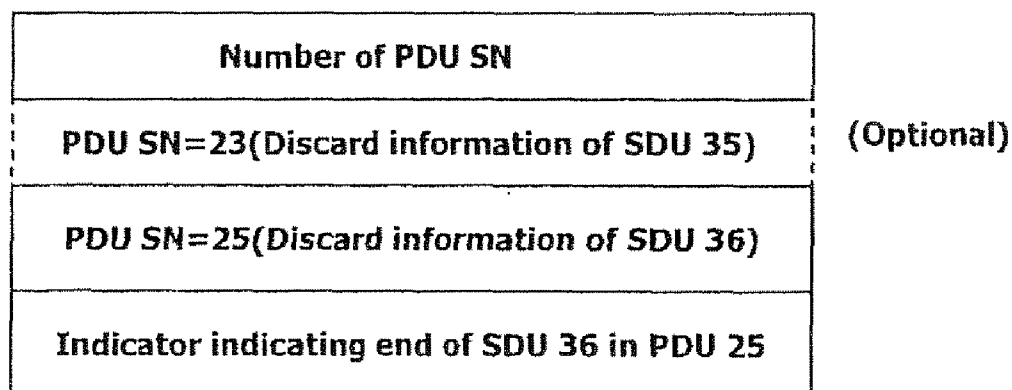 Number of PDU SN
PDU SN=23(Discard information of SDU 35)
(Optional)
PDU SN=25(Discard information of SDU 36)
Indicator indicating end of SDU 36 in PDU 25